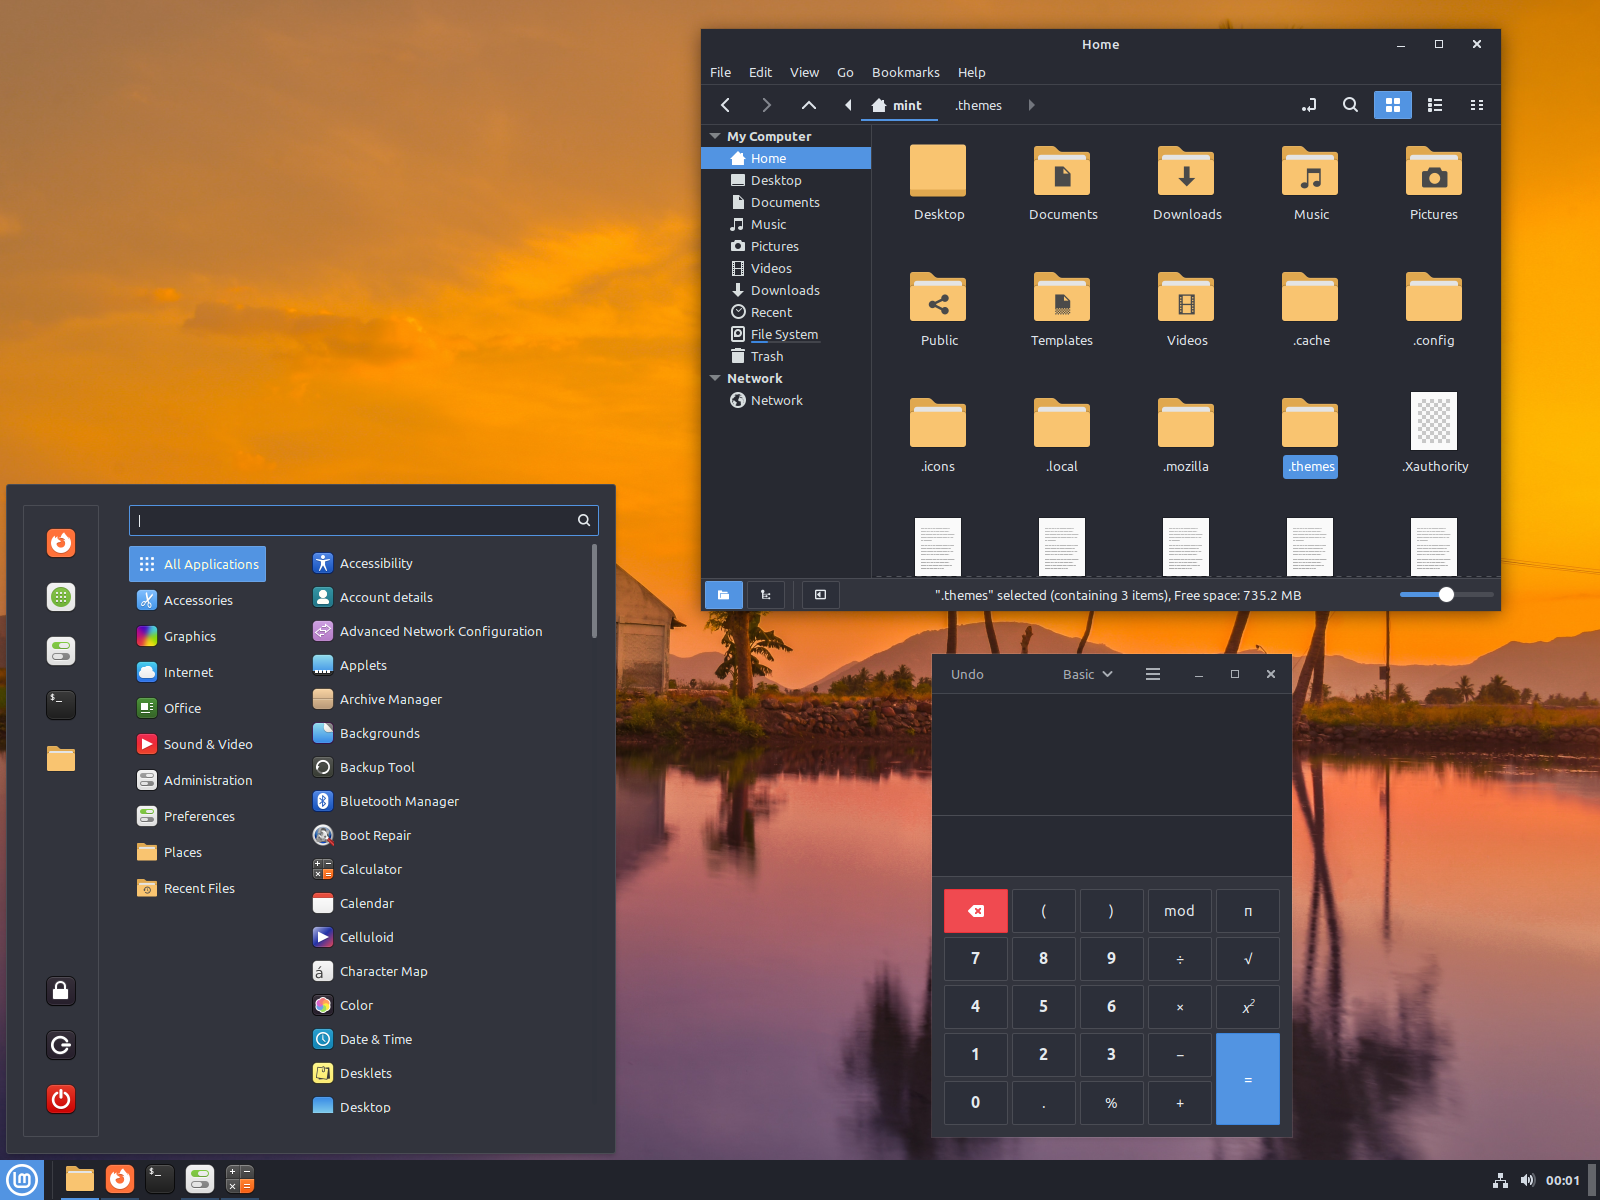 Home
File Edit View Go Bookmarks Help
mint .themes
My Computer
Home
Desktop
Documents
Music
Pictures
Videos
Downloads
Recent
File System
Trash
Network
Network
Desktop Documents Downloads Music Pictures
Public Templates Videos .cache .config
.icons .local .mozilla .themes .Xauthority
".themes" selected (containing 3 items), Free space: 735.2 MB
All Applications
Accessories
Graphics
Internet
Office
Sound & Video
Administration
Preferences
Places
Recent Files
Accessibility
Account details
Advanced Network Configuration
Applets
Archive Manager
Backgrounds
Backup Tool
Bluetooth Manager
Boot Repair
Calculator
Calendar
Celluloid
Character Map
Color
Date & Time
Desklets
Desktop
Undo Basic
( ) mod π
7 8 9 ÷ √
4 5 6 × x²
1 2 3 − =
0 . % +
00:01